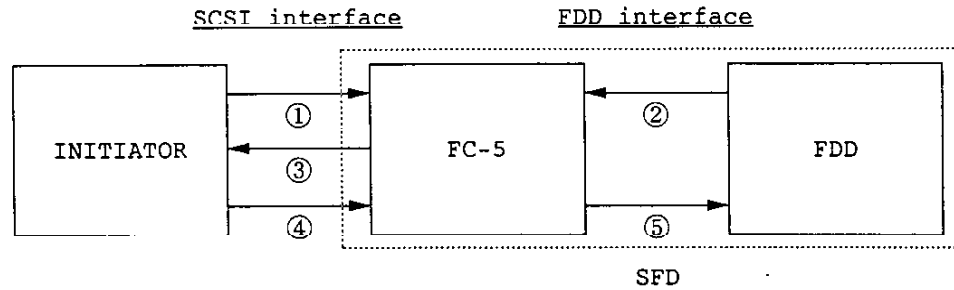 SCSI interface FDD interface
① ②
INITIATOR FC-5 FDD
③
④ ⑤
SFD